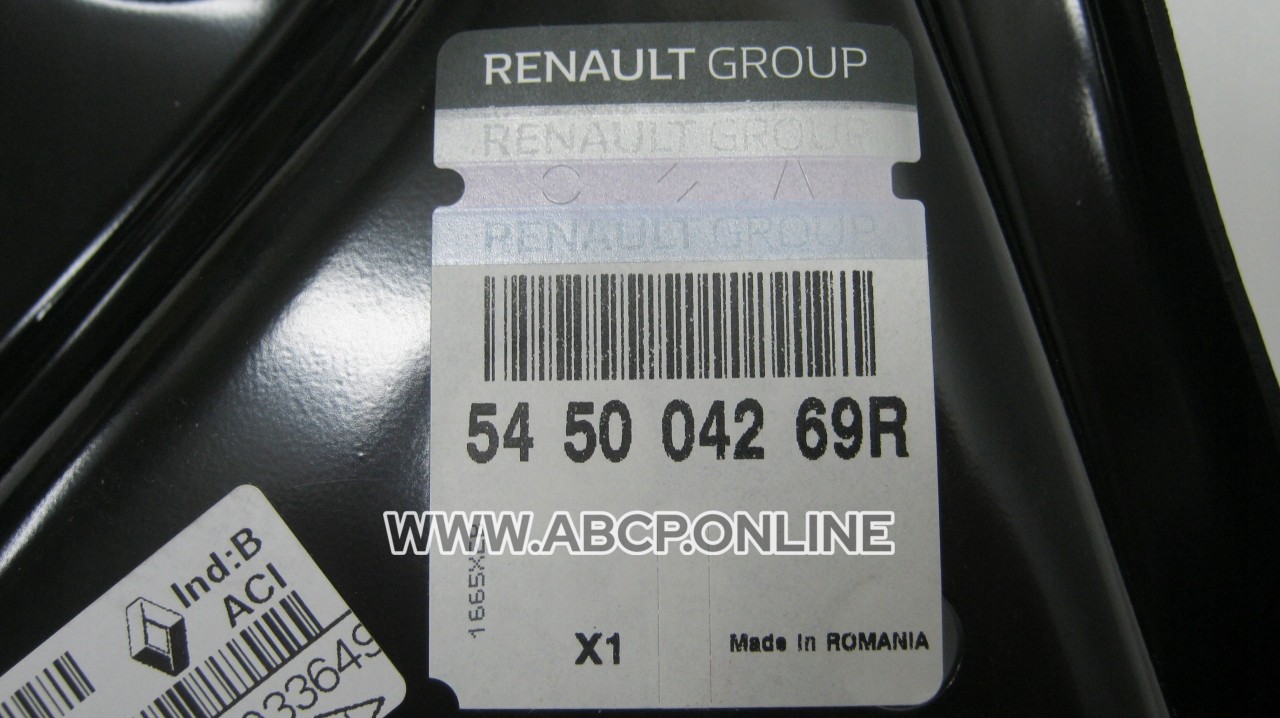 RENAULT GROUP
RENAULT GROUP
RENAULT GROUP
54 50 042 69R
WWW.ABCP.ONLINE
X1
Made in ROMANIA
Ind:B
ACI